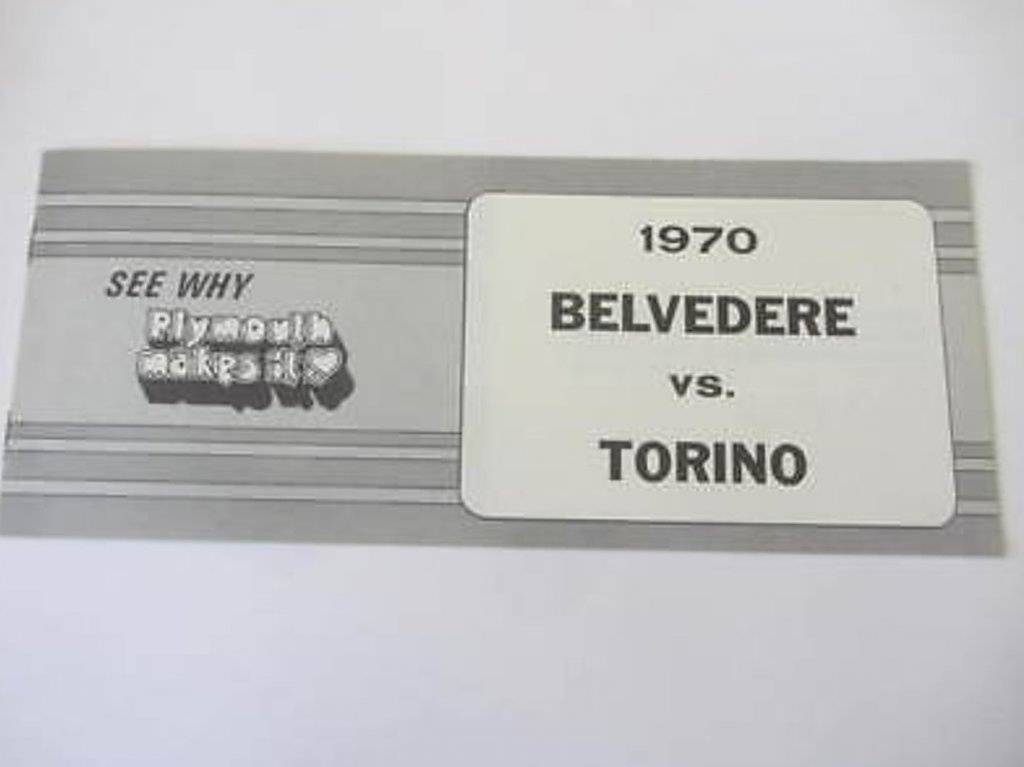 SEE WHY
Plymouth
makes it
1970
BELVEDERE
vs.
TORINO